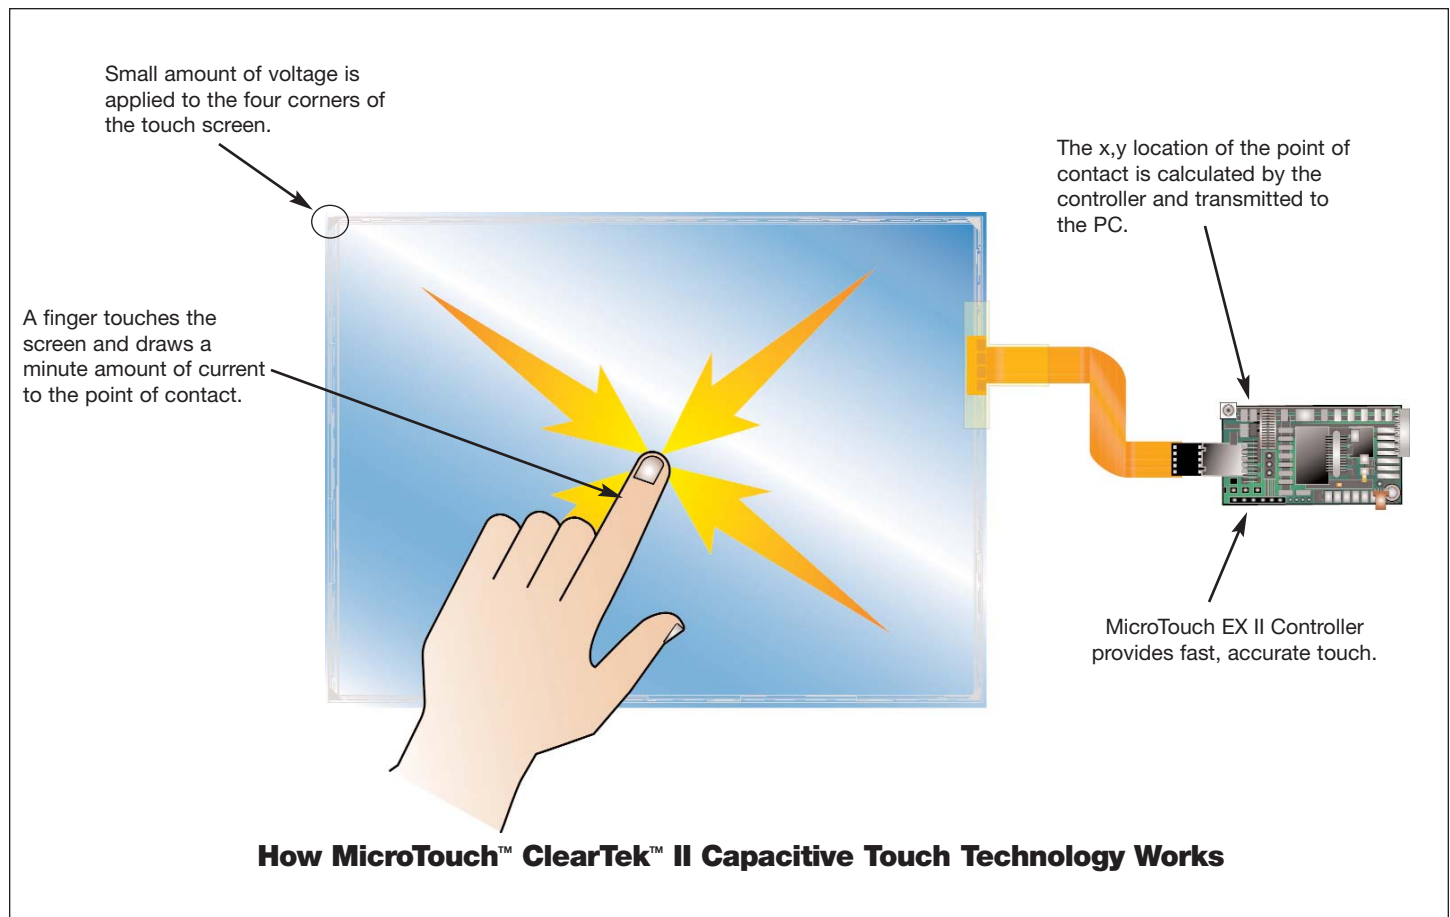 Small amount of voltage is
applied to the four corners of
the touch screen.
The x,y location of the point of
contact is calculated by the
controller and transmitted to
the PC.
A finger touches the
screen and draws a
minute amount of current
to the point of contact.
MicroTouch EX II Controller
provides fast, accurate touch.
How MicroTouch™ ClearTek™ II Capacitive Touch Technology Works